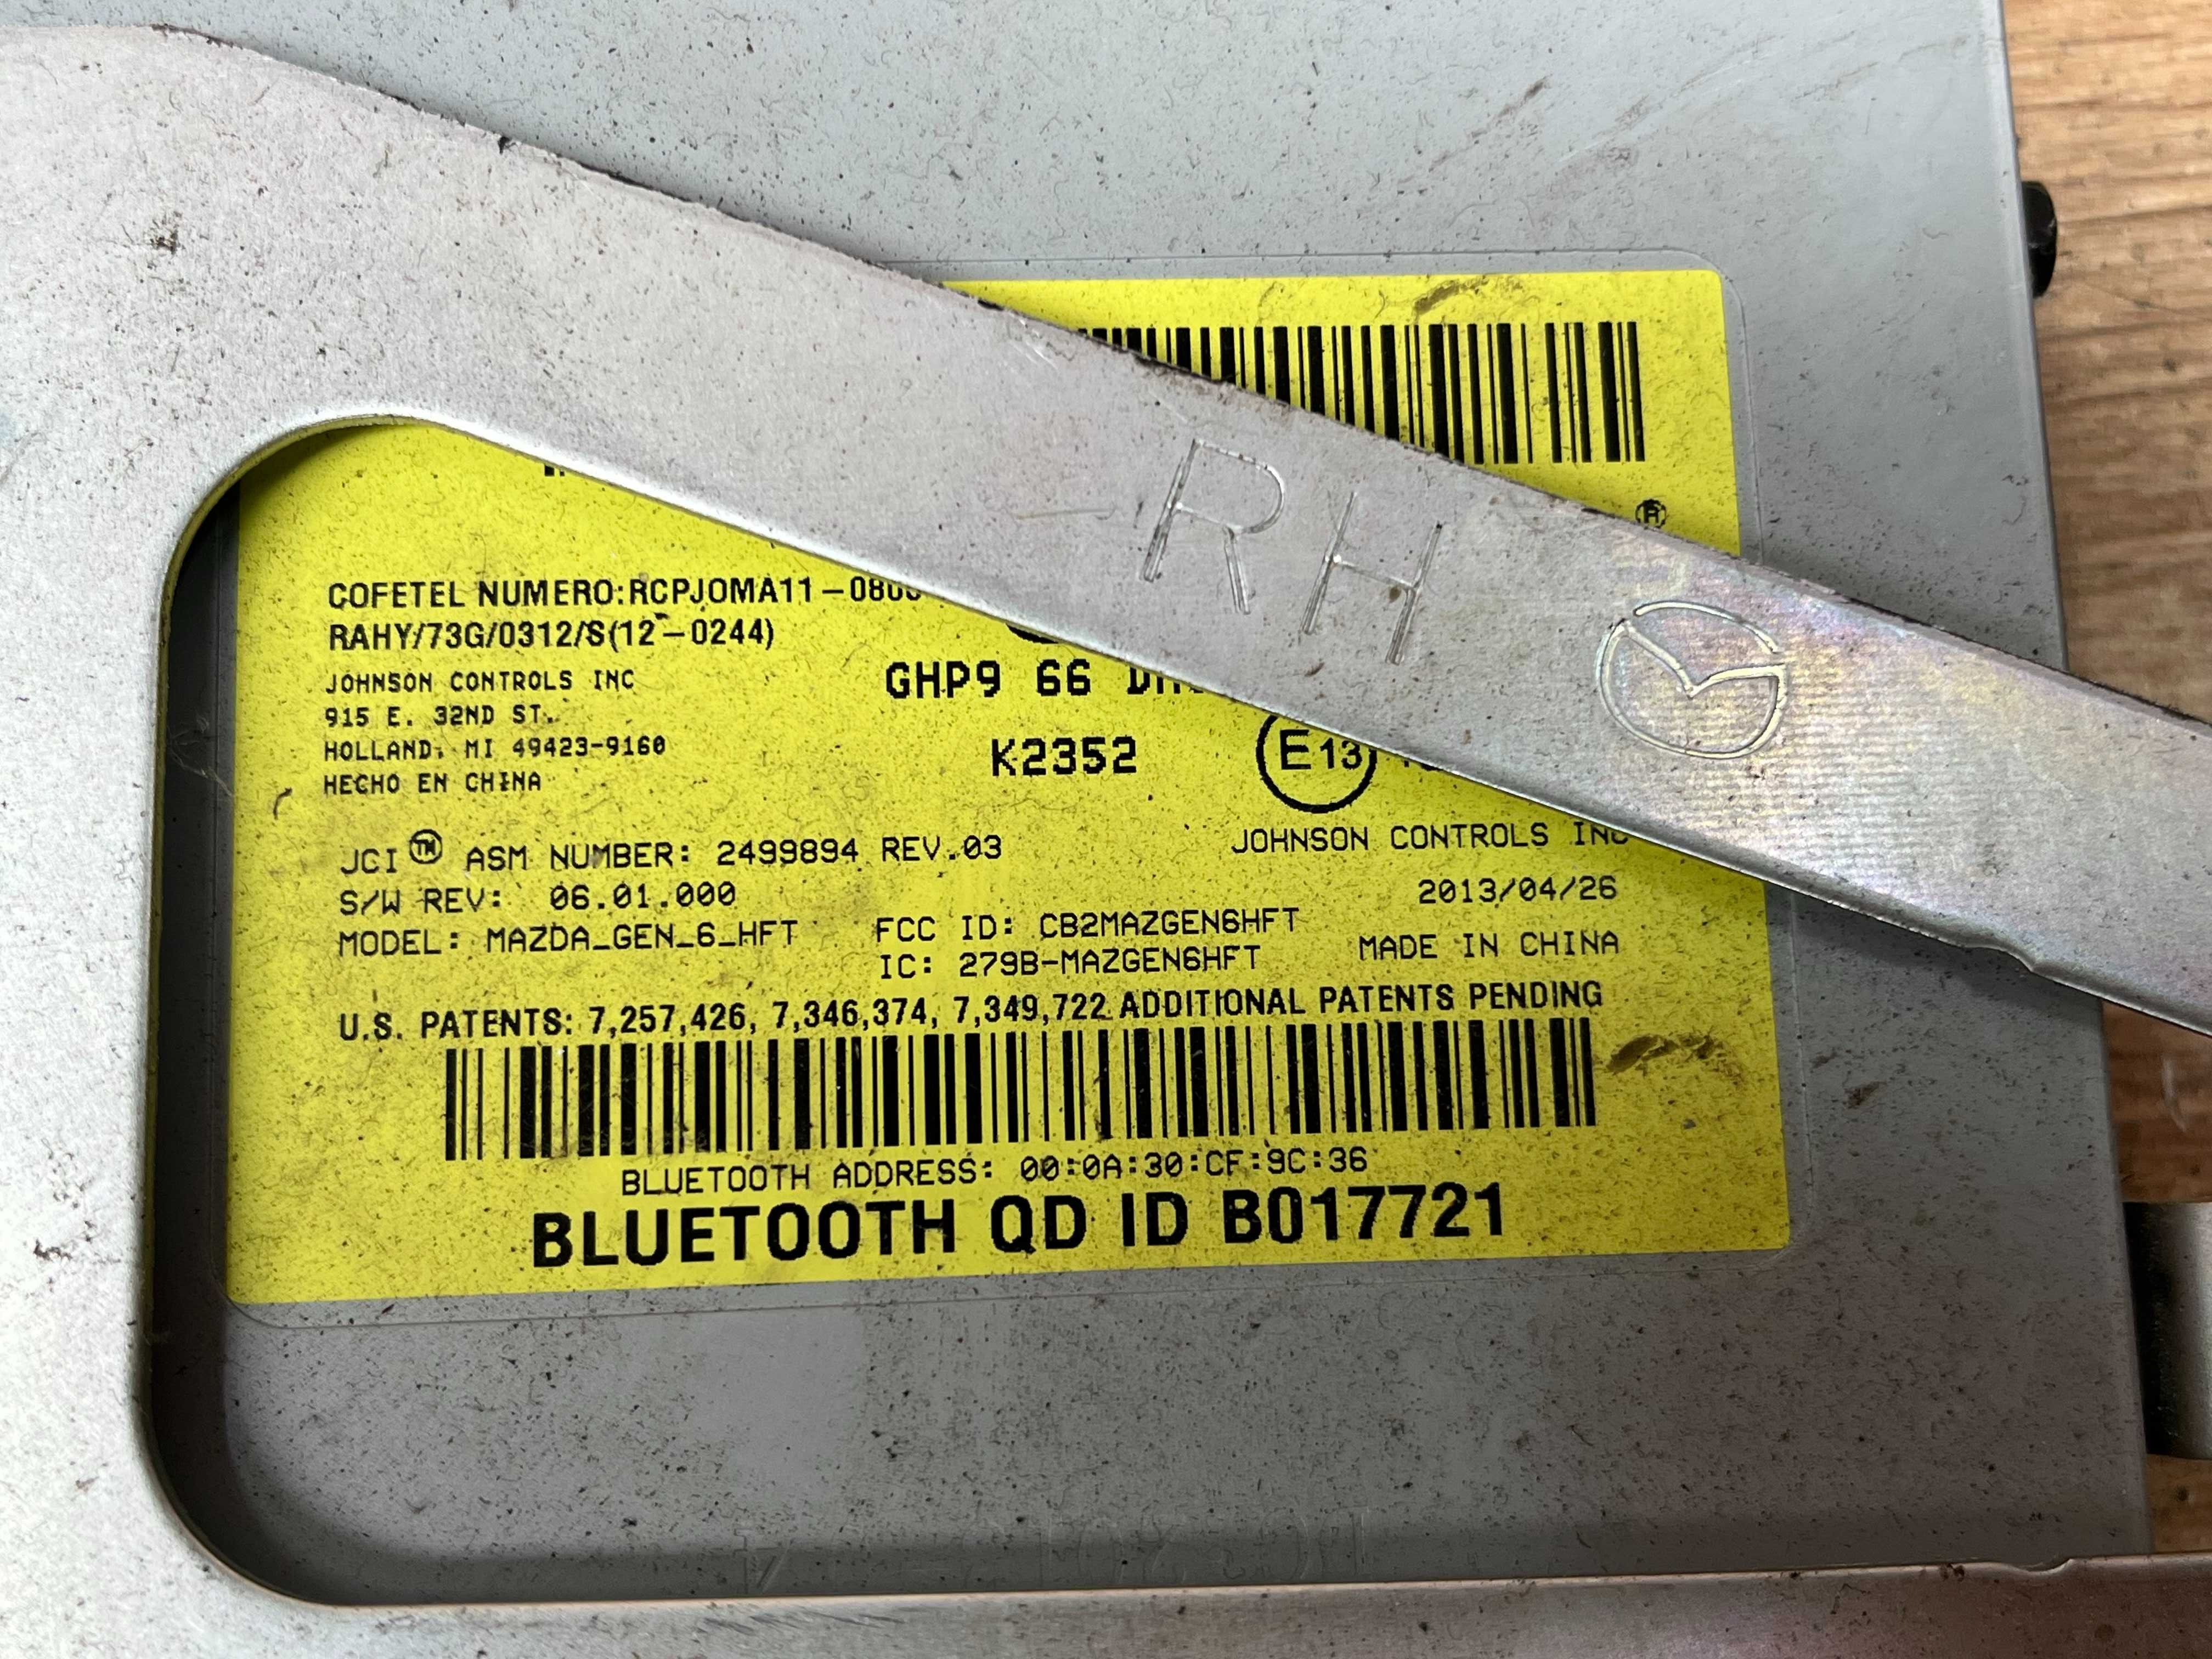 RH
®
COFETEL NUMERO:RCPJOMA11-080
RAHY/73G/0312/S(12-0244)
JOHNSON CONTROLS INC
915 E. 32ND ST.
HOLLAND, MI 49423-9160
HECHO EN CHINA
GHP9 66
K2352
E13
JCI™ ASM NUMBER: 2499894 REV.03
S/W REV: 06.01.000
MODEL: MAZDA_GEN_6_HFT
FCC ID: CB2MAZGEN6HFT
IC: 279B-MAZGEN6HFT
JOHNSON CONTROLS INC
2013/04/26
MADE IN CHINA
U.S. PATENTS: 7,257,426, 7,346,374, 7,349,722 ADDITIONAL PATENTS PENDING
BLUETOOTH ADDRESS: 00:0A:30:CF:9C:36
BLUETOOTH QD ID B017721